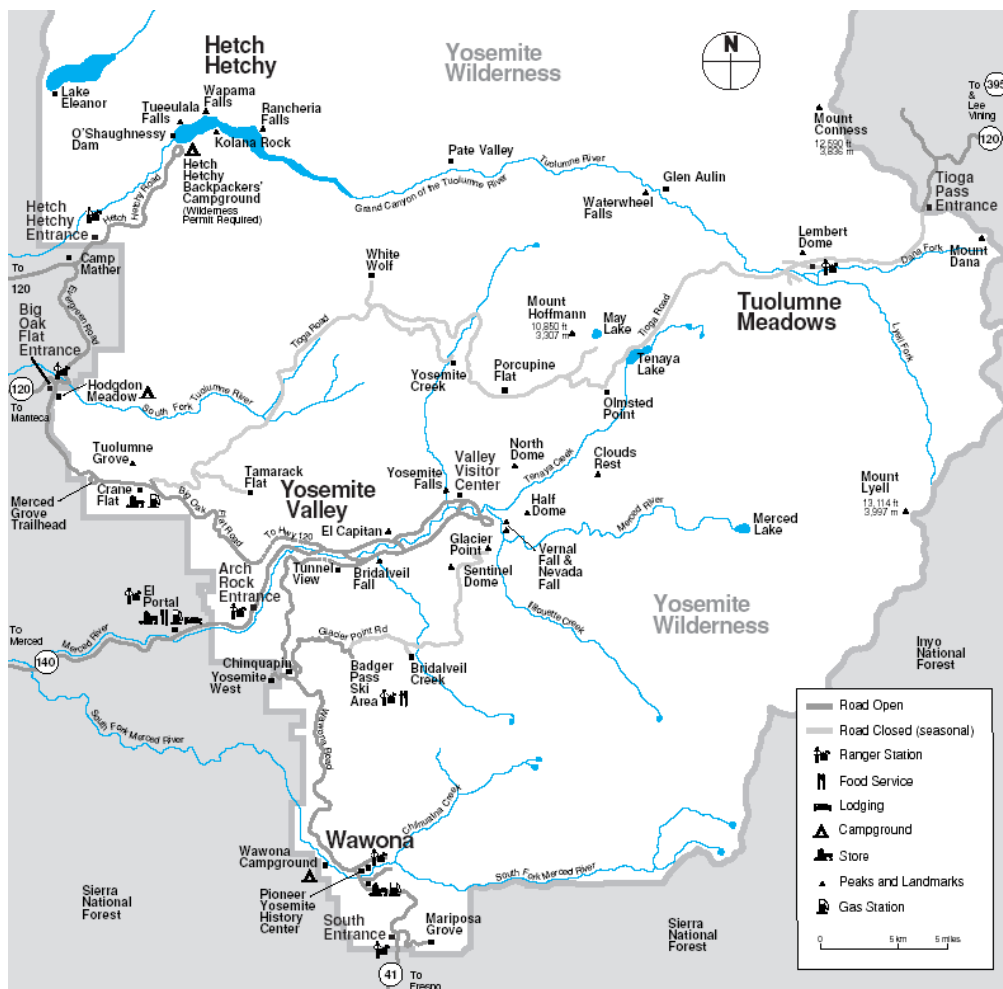 Hetch
Hetchy
Yosemite
Wilderness
N
To
&
Lee
Vining
395
120
Lake
Eleanor
Tueeulala
Falls
Wapama
Falls
Rancheria
Falls
O'Shaughnessy
Dam
Kolana Rock
Mount
Conness
12,590 ft
3,836 m
Pate Valley
Tuolumne River
Glen Aulin
Tioga
Pass
Entrance
Hetch
Hetchy
Backpackers'
Campground
(Wilderness
Permit Required)
Grand Canyon of the Tuolumne River
Waterwheel
Falls
Hetch
Hetchy
Entrance
Hetch
Hetchy Road
Lembert
Dome
Dana Fork
Mount
Dana
Camp
Mather
To
120
White
Wolf
Evergreen Road
Big
Oak
Flat
Entrance
Tioga Road
Mount
Hoffmann
10,850 ft
3,307 m
May
Lake
Tioga Road
Tuolumne
Meadows
Lyell Fork
120
To
Manteca
Hodgdon
Meadow
South Fork Tuolumne River
Yosemite
Creek
Porcupine
Flat
Tenaya
Lake
Olmsted
Point
Tuolumne
Grove
Tamarack
Flat
Yosemite
Falls
Valley
Visitor
Center
North
Dome
Tenaya Creek
Clouds
Rest
Mount
Lyell
13,114 ft
3,997 m
Merced
Grove
Trailhead
Crane
Flat
Big Oak
Flat Road
Yosemite
Valley
To Hwy 120
El Capitan
Half
Dome
Merced River
Merced
Lake
Glacier
Point
Vernal
Fall &
Nevada
Fall
Arch
Rock
Entrance
Tunnel
View
Bridalveil
Fall
Sentinel
Dome
El
Portal
Illilouette Creek
Yosemite
Wilderness
To
Merced
Merced River
140
Glacier Point Rd
Chinquapin
Yosemite
West
Badger
Pass
Ski
Area
Bridalveil
Creek
Inyo
National
Forest
South Fork Merced River
Wawona Road
Road Open
Road Closed (seasonal)
Ranger Station
Food Service
Lodging
Campground
Store
Peaks and Landmarks
Gas Station
0
5 km
5 miles
Chilnualna Creek
Wawona
Wawona
Campground
South Fork Merced River
Pioneer
Yosemite
History
Center
Sierra
National
Forest
South
Entrance
Mariposa
Grove
Sierra
National
Forest
41
To
Fresno